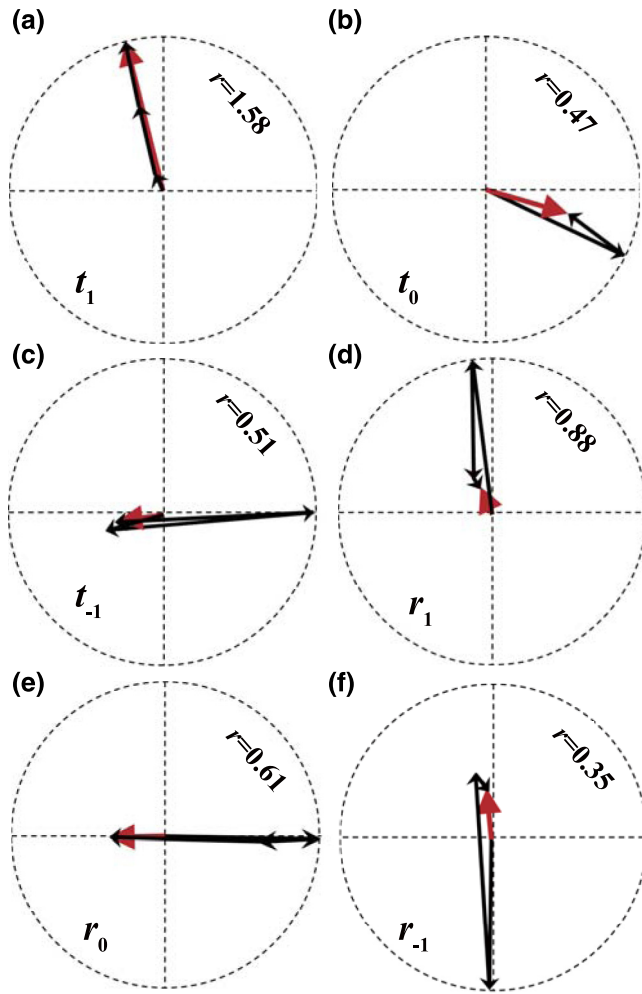 (a)
r=1.58
t1
(b)
r=0.47
t0
(c)
r=0.51
t-1
(d)
r=0.88
r1
(e)
r=0.61
r0
(f)
r=0.35
r-1